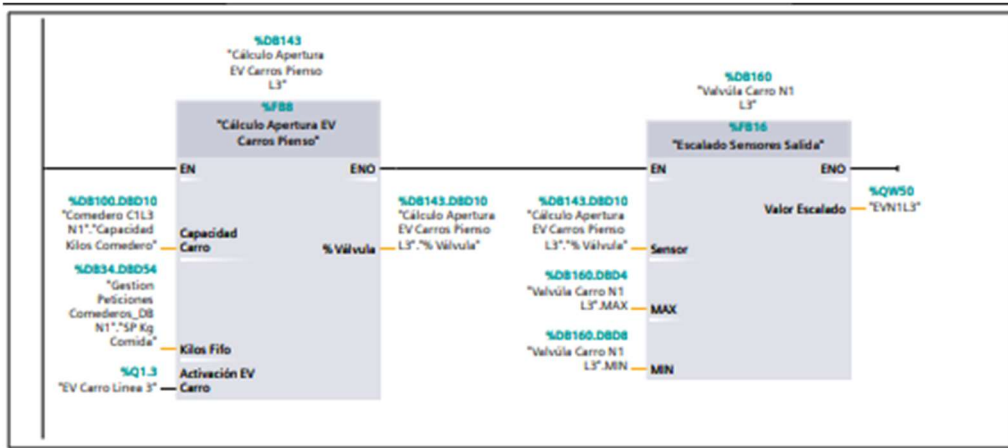 %DB143
"Cálculo Apertura
EV Carros Pienso
L3"
%FB8
"Cálculo Apertura EV
Carros Pienso"
EN
ENO
%DB100.DBD10
"Comedero C1L3
N1"."Capacidad
Kilos Comedero"
Capacidad
Carro
%DB34.DBD54
"Gestion
Peticiones
Comederos_DB
N1"."SP Kg
Comida"
Kilos Fifo
%Q1.3
"EV Carro Linea 3"
Activación EV
Carro
% Válvula
%DB143.DBD10
"Cálculo Apertura
EV Carros Pienso
L3"."% Válvula"
%DB160
"Valvúla Carro N1
L3"
%FB16
"Escalado Sensores Salida"
EN
ENO
%DB143.DBD10
"Cálculo Apertura
EV Carros Pienso
L3"."% Válvula"
Sensor
%DB160.DBD4
"Valvúla Carro N1
L3".MAX
MAX
%DB160.DBD8
"Valvúla Carro N1
L3".MIN
MIN
Valor Escalado
%QW50
"EVN1L3"